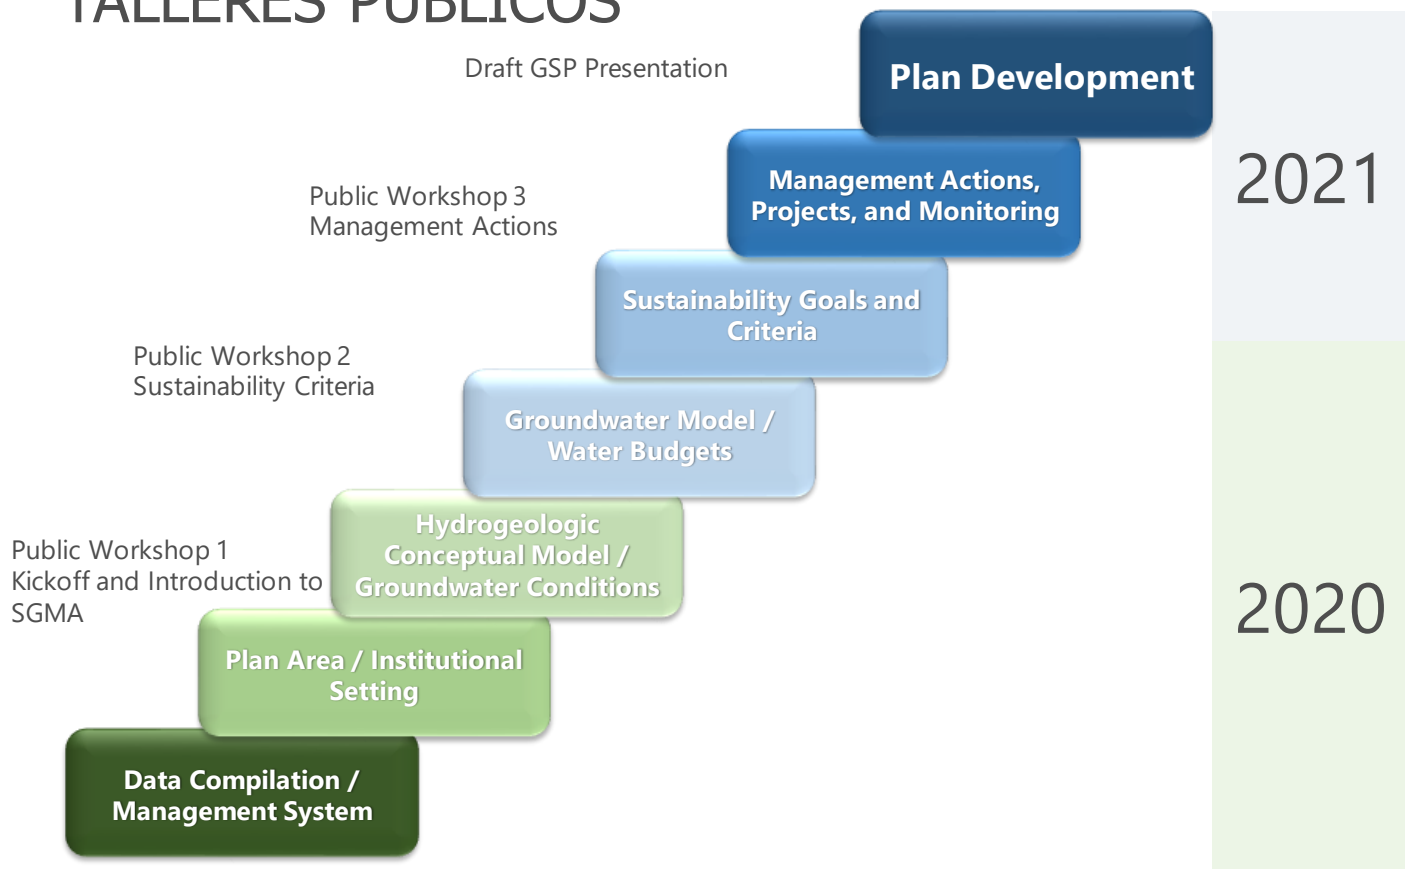 TALLERES PÚBLICOS
Draft GSP Presentation
Plan Development
2021
Management Actions,
Projects, and Monitoring
Public Workshop 3
Management Actions
Sustainability Goals and
Criteria
Public Workshop 2
Sustainability Criteria
Groundwater Model /
Water Budgets
Hydrogeologic
Conceptual Model /
Groundwater Conditions
Public Workshop 1
Kickoff and Introduction to
SGMA
2020
Plan Area / Institutional
Setting
Data Compilation /
Management System